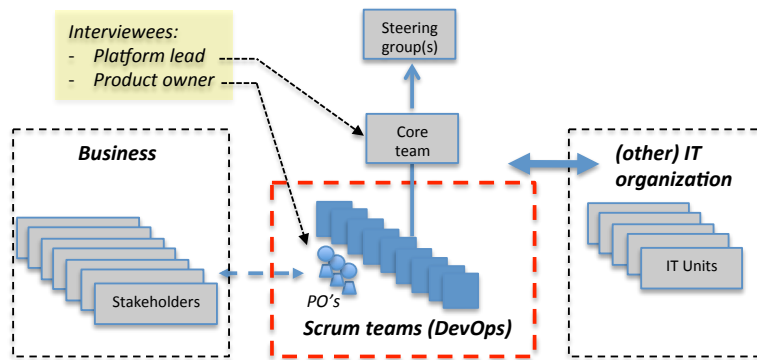 Interviewees:
- Platform lead
- Product owner
Steering
group(s)
Core
team
Business
Stakeholders
PO's
Scrum teams (DevOps)
(other) IT
organization
IT Units